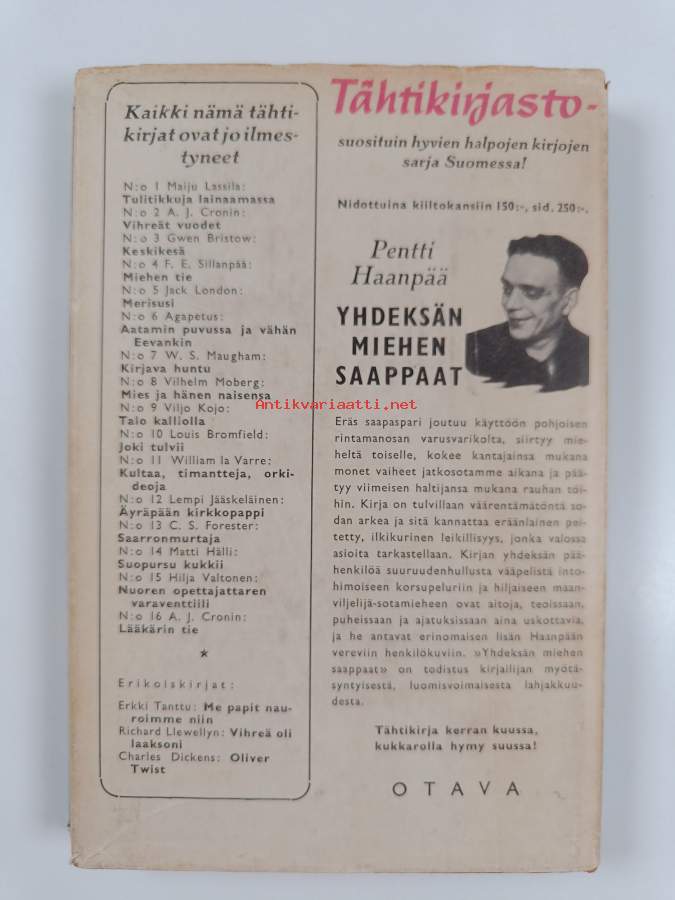 Kaikki nämä tähti-
kirjat ovat jo ilmes-
tyneet
N:o 1 Maiju Lassila:
Tulitikkuja lainaamassa
N:o 2 A. J. Cronin:
Vihreät vuodet
N:o 3 Gwen Bristow:
Keskikesä
N:o 4 F. E. Sillanpää:
Miehen tie
N:o 5 Jack London:
Merisusi
N:o 6 Agapetus:
Aatamin puvussa ja vähän
Eevankin
N:o 7 W. S. Maugham:
Kirjava huntu
N:o 8 Vilhelm Moberg:
Mies ja hänen naisensa
N:o 9 Viljo Kojo:
Talo kalliolla
N:o 10 Louis Bromfield:
Joki tulvii
N:o 11 William la Varre:
Kultaa, timantteja, orki-
deoja
N:o 12 Lempi Jääskeläinen:
Äyräpään kirkkopappi
N:o 13 C. S. Forester:
Saarronmurtaja
N:o 14 Matti Hälli:
Suopursu kukkii
N:o 15 Hilja Valtonen:
Nuoren opettajattaren
varaventtiili
N:o 16 A. J. Cronin:
Lääkärin tie
*
Erikoiskirjat:
Erkki Tanttu: Me papit nau-
roimme niin
Richard Llewellyn: Vihreä oli
laaksoni
Charles Dickens: Oliver
Twist
Tähtikirjasto-
suosituin hyvien halpojen kirjojen
sarja Suomessa!
Nidottuina kiiltokansiin 150:-, sid. 250:-.
Pentti
Haanpää
YHDEKSÄN
MIEHEN
SAAPPAAT
Antikvariaatti.net
Eräs saapaspari joutuu käyttöön pohjoisen
rintamanosan varusvarikolta, siirtyy mie-
heltä toiselle, kokee kantajainsa mukana
monet vaiheet jatkosotamme aikana ja pää-
tyy viimeisen haltijansa mukana rauhan töi-
hin. Kirja on tulvillaan väärentämätöntä so-
dan arkea ja sitä kannattaa eräänlainen pei-
tetty, ilkikurinen leikillisyys, jonka valossa
asioita tarkastellaan. Kirjan yhdeksän pää-
henkilöä suuruudenhullusta vääpelistä into-
himoiseen korsupeluriin ja hiljaiseen maan-
viljelijä-sotamieheen ovat aitoja, teoissaan,
puheissaan ja ajatuksissaan aina uskottavia,
ja he antavat erinomaisen lisän Haanpään
vereviin henkilökuviin. »Yhdeksän miehen
saappaat» on todistus kirjailijan myötä-
syntyisestä, luomisvoimaisesta lahjakkuu-
desta.
Tähtikirja kerran kuussa,
kukkarolla hymy suussa!
OTAVA